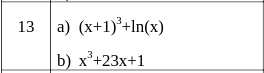 13 a) (x+1)³+ln(x)
b) x³+23x+1